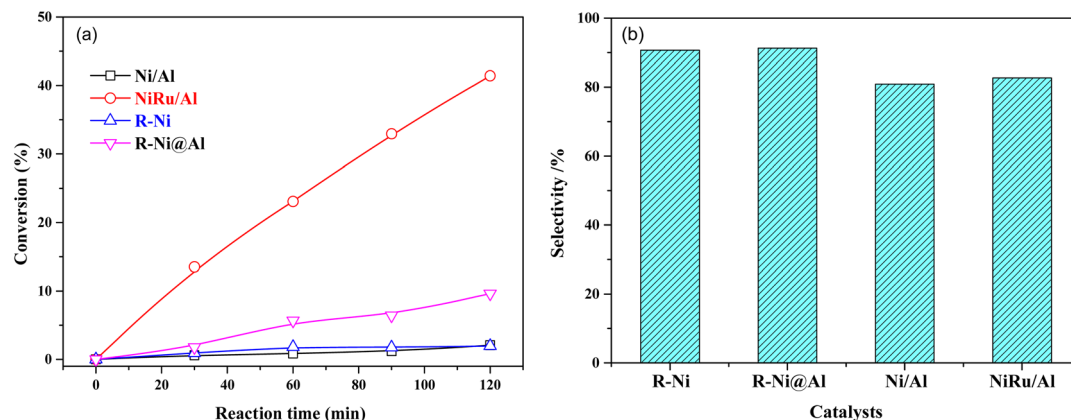 (a)
Conversion (%)
50
40
30
20
10
0
Ni/Al
NiRu/Al
R-Ni
R-Ni@Al
0 20 40 60 80 100 120
Reaction time (min)
(b)
Selectivity /%
100
80
60
40
20
0
R-Ni R-Ni@Al Ni/Al NiRu/Al
Catalysts